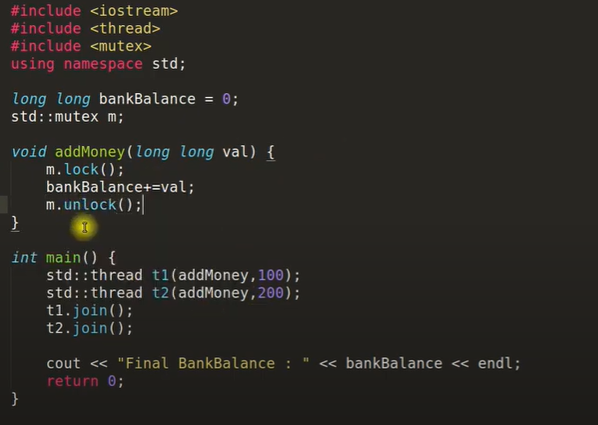 #include <iostream>
#include <thread>
#include <mutex>
using namespace std;

long long bankBalance = 0;
std::mutex m;

void addMoney(long long val) {
    m.lock();
    bankBalance+=val;
    m.unlock();
}

int main() {
    std::thread t1(addMoney,100);
    std::thread t2(addMoney,200);
    t1.join();
    t2.join();

    cout << "Final BankBalance : " << bankBalance << endl;
    return 0;
}